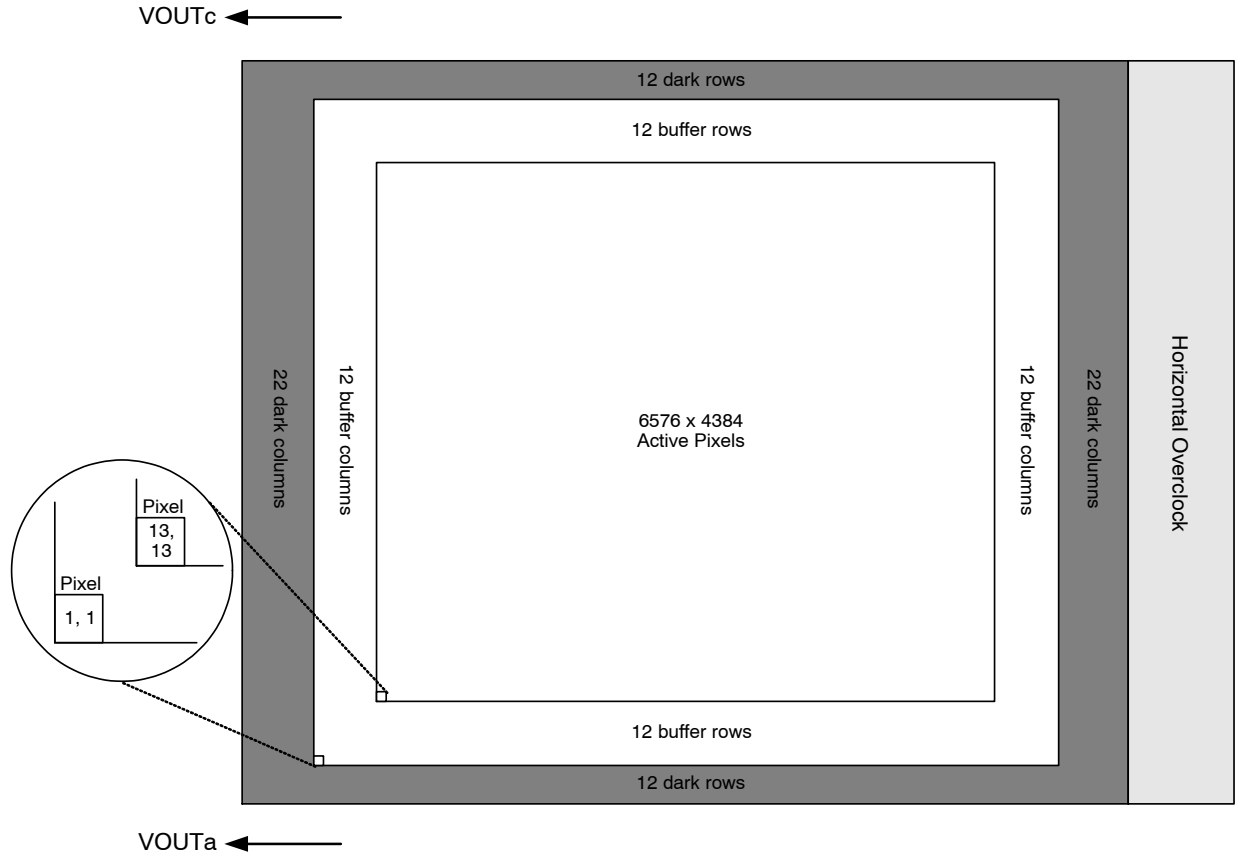 VOUTc
12 dark rows
12 buffer rows
22 dark columns
12 buffer columns
6576 x 4384
Active Pixels
12 buffer columns
22 dark columns
Horizontal Overclock
Pixel
13,
13
Pixel
1, 1
12 buffer rows
12 dark rows
VOUTa